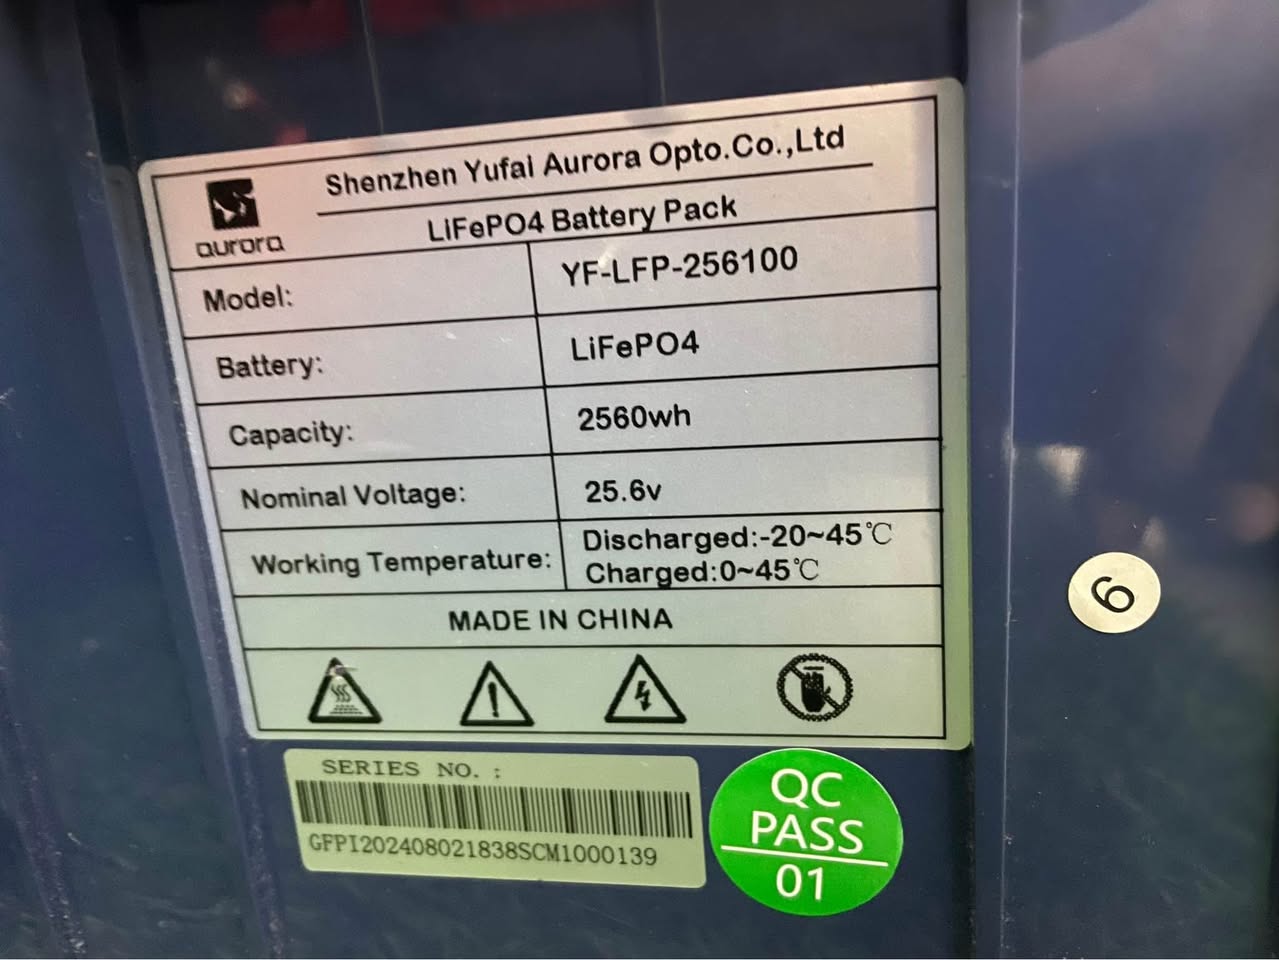 Shenzhen Yufai Aurora Opto.Co.,Ltd
aurora
LiFePO4 Battery Pack
Model: YF-LFP-256100
Battery: LiFePO4
Capacity: 2560wh
Nominal Voltage: 25.6v
Working Temperature: Discharged:-20~45℃
Charged:0~45℃
MADE IN CHINA
SERIES NO. :
GFPI202408021838SCM1000139
QC
PASS
01
6